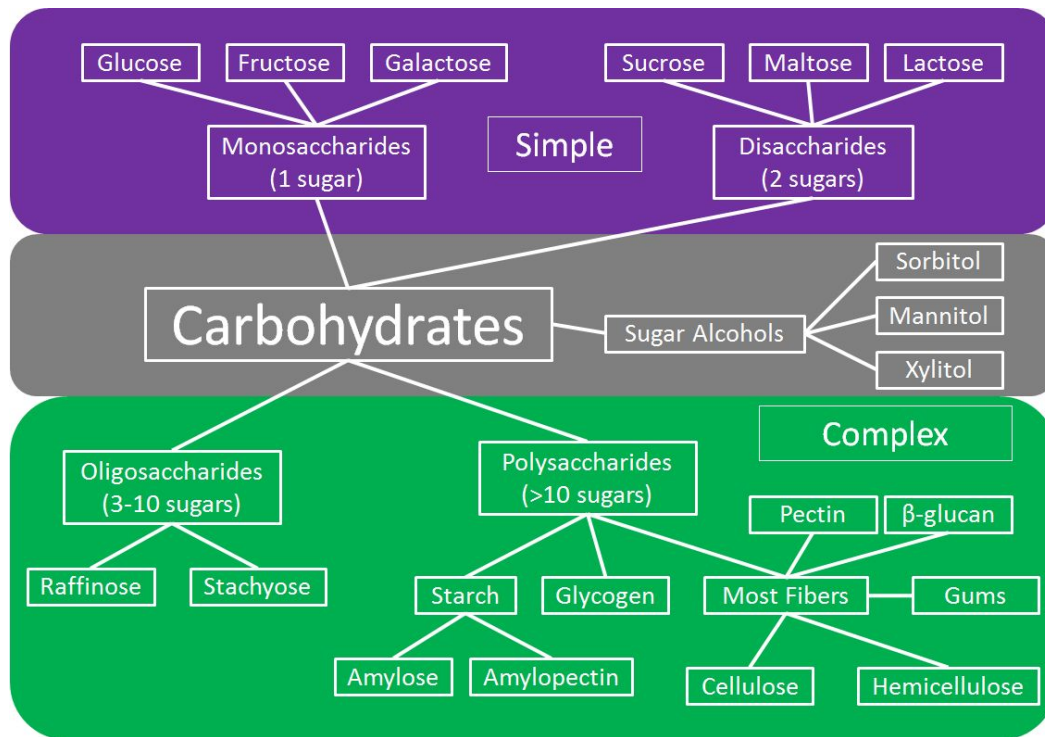 Glucose
Fructose
Galactose
Sucrose
Maltose
Lactose
Monosaccharides
(1 sugar)
Simple
Disaccharides
(2 sugars)
Carbohydrates
Sugar Alcohols
Sorbitol
Mannitol
Xylitol
Complex
Oligosaccharides
(3-10 sugars)
Polysaccharides
(>10 sugars)
Pectin
β-glucan
Raffinose
Stachyose
Starch
Glycogen
Most Fibers
Gums
Amylose
Amylopectin
Cellulose
Hemicellulose